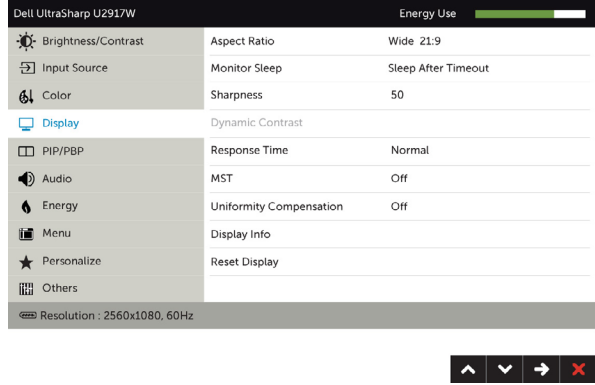 Dell UltraSharp U2917W Energy Use
Brightness/Contrast Aspect Ratio Wide 21:9
Input Source Monitor Sleep Sleep After Timeout
Color Sharpness 50
Display Dynamic Contrast
PIP/PBP Response Time Normal
Audio MST Off
Energy Uniformity Compensation Off
Menu Display Info
Personalize Reset Display
Others
Resolution : 2560x1080, 60Hz